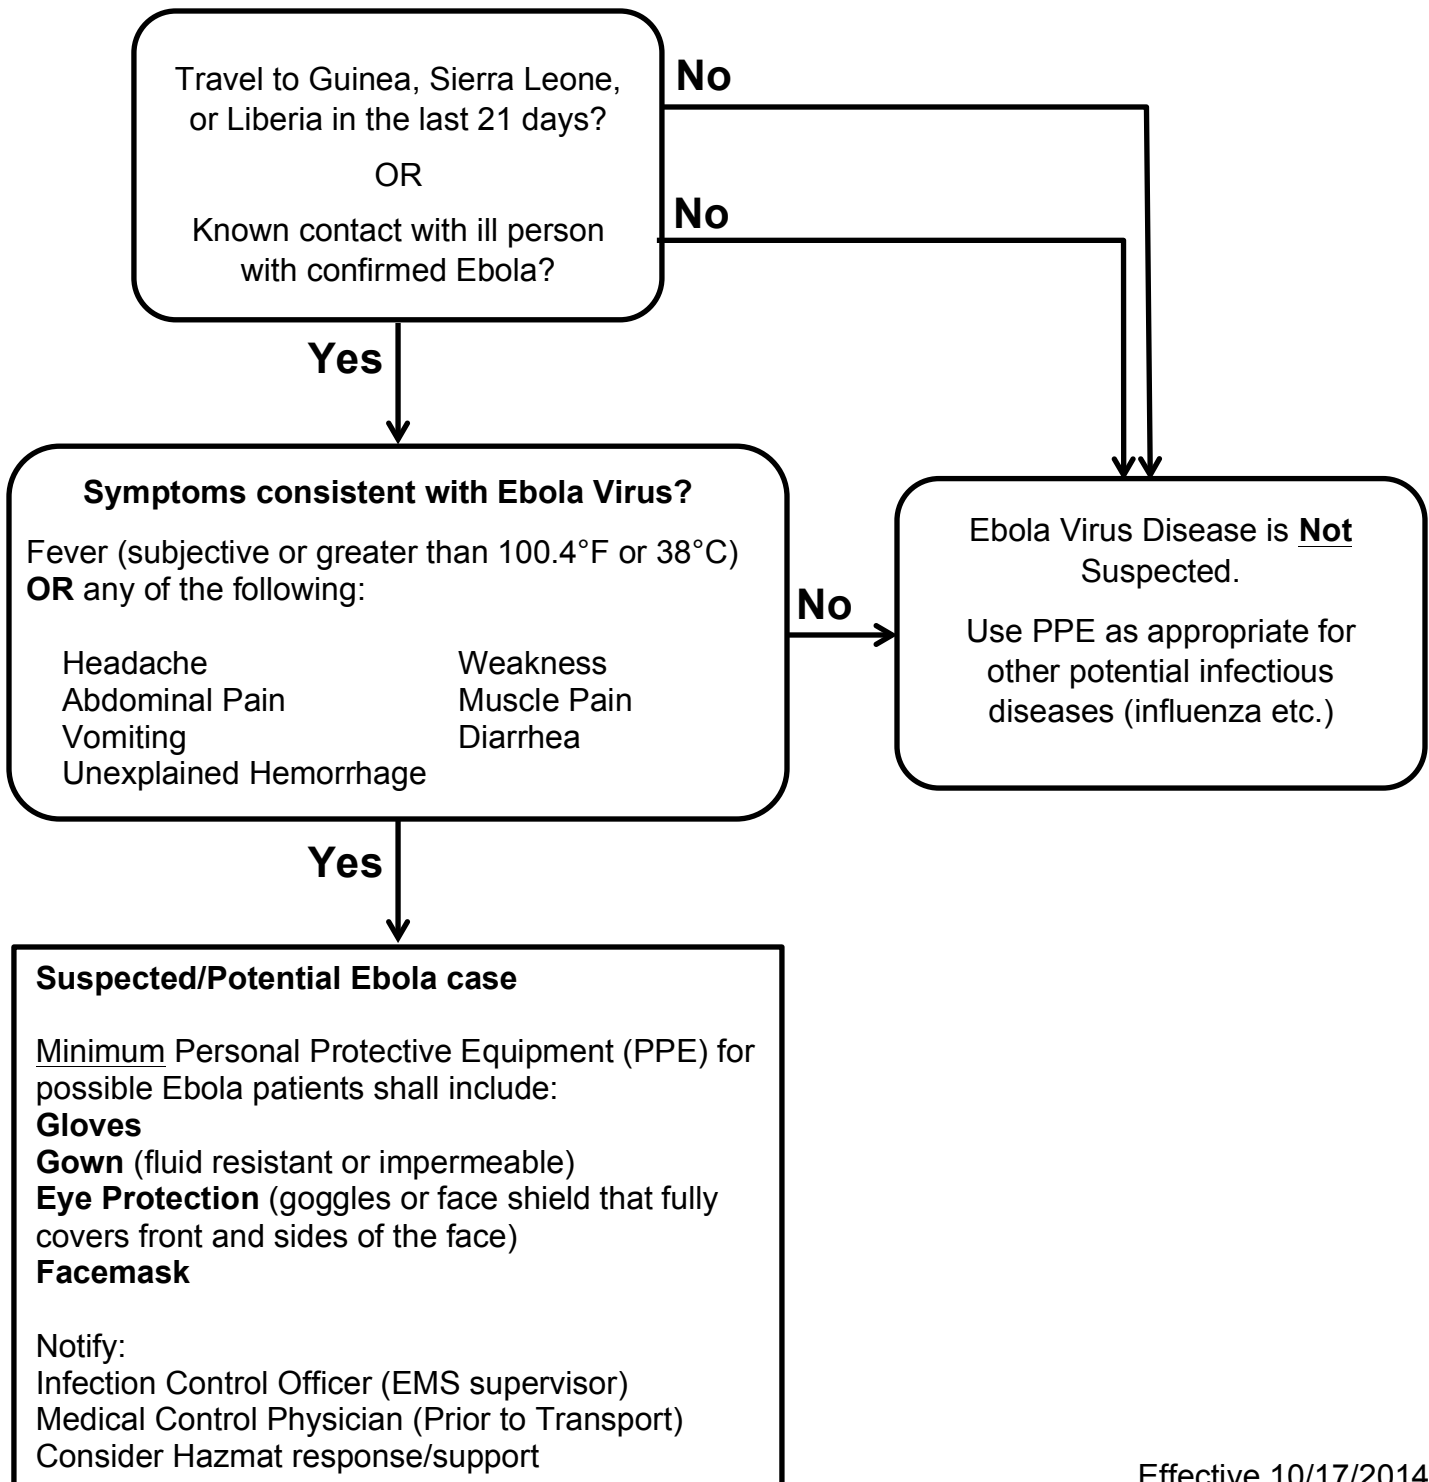 Travel to Guinea, Sierra Leone,
or Liberia in the last 21 days?
OR
Known contact with ill person
with confirmed Ebola?
No
No
Yes
Symptoms consistent with Ebola Virus?
Fever (subjective or greater than 100.4°F or 38°C)
OR any of the following:
Headache
Weakness
Abdominal Pain
Muscle Pain
Vomiting
Diarrhea
Unexplained Hemorrhage
No
Ebola Virus Disease is Not
Suspected.
Use PPE as appropriate for
other potential infectious
diseases (influenza etc.)
Yes
Suspected/Potential Ebola case
Minimum Personal Protective Equipment (PPE) for
possible Ebola patients shall include:
Gloves
Gown (fluid resistant or impermeable)
Eye Protection (goggles or face shield that fully
covers front and sides of the face)
Facemask
Notify:
Infection Control Officer (EMS supervisor)
Medical Control Physician (Prior to Transport)
Consider Hazmat response/support
Effective 10/17/2014